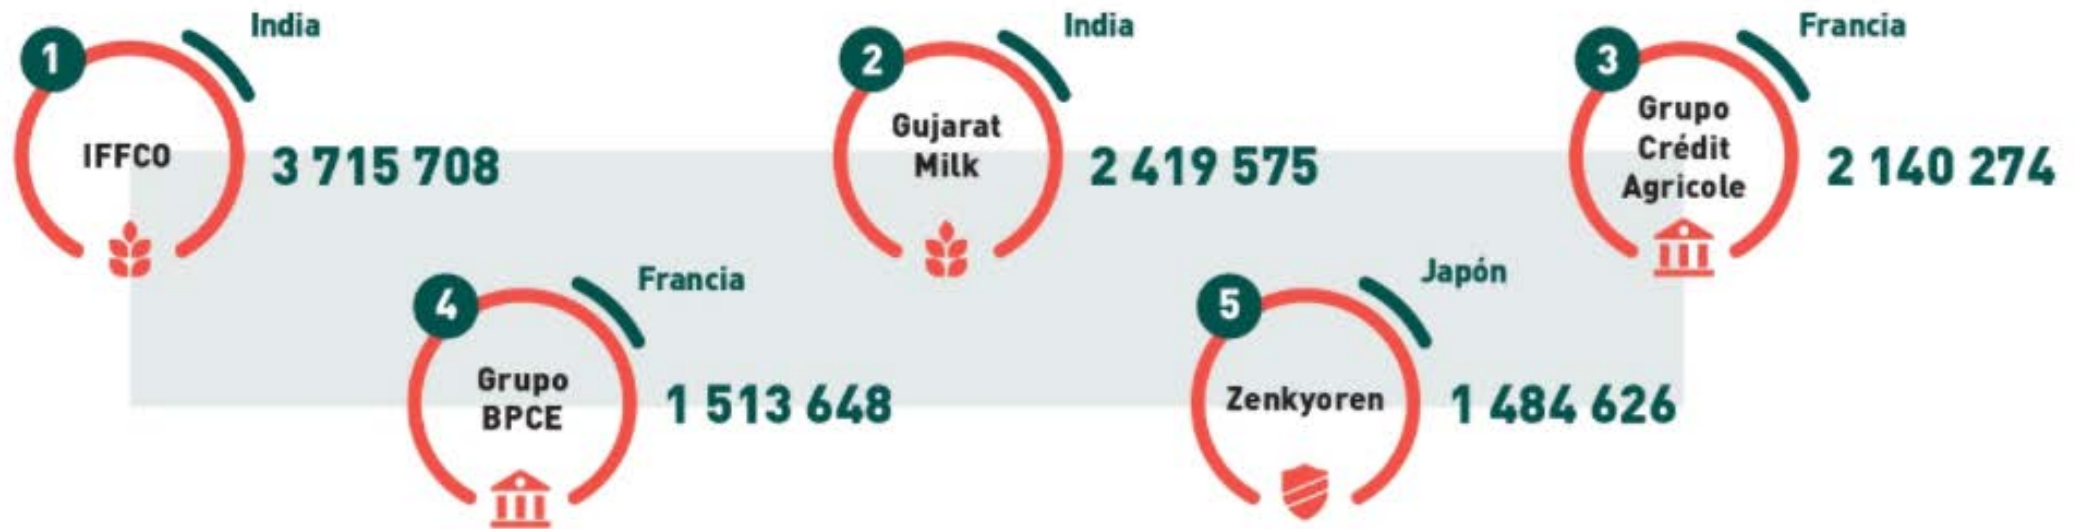 1
India
IFFCO
3 715 708
2
India
Gujarat
Milk
2 419 575
3
Francia
Grupo
Crédit
Agricole
2 140 274
4
Francia
Grupo
BPCE
1 513 648
5
Japón
Zenkyoren
1 484 626